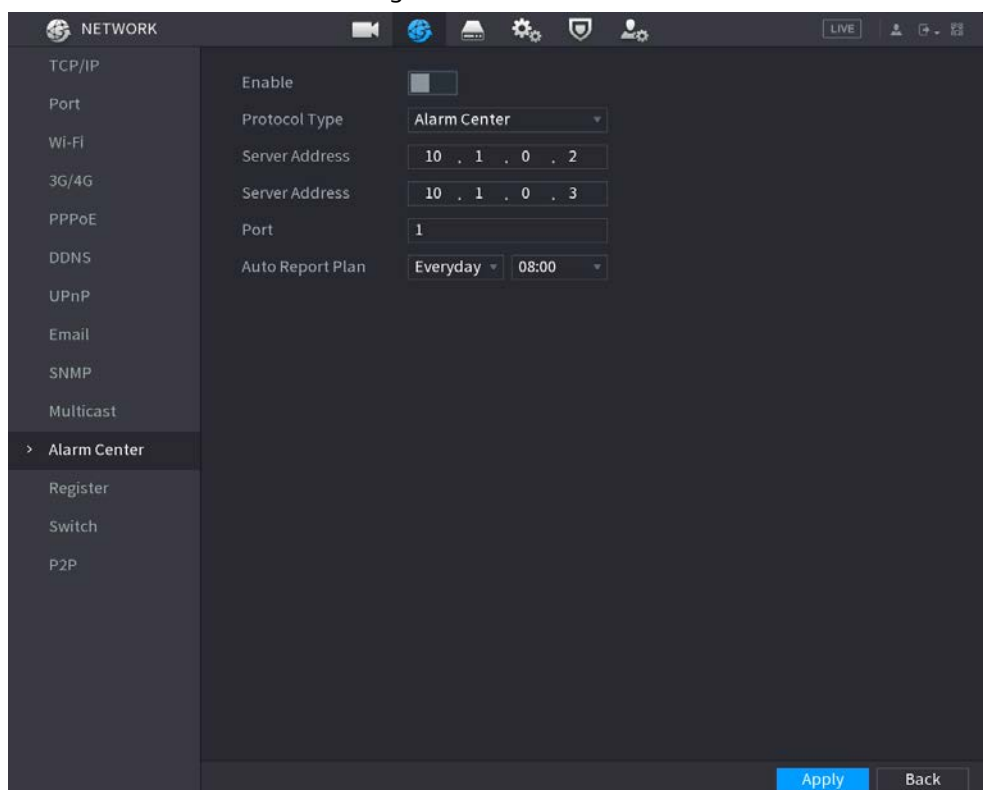 NETWORK
LIVE
TCP/IP
Port
Wi-Fi
3G/4G
PPPoE
DDNS
UPnP
Email
SNMP
Multicast
> Alarm Center
Register
Switch
P2P
Enable
Protocol Type Alarm Center
Server Address 10 . 1 . 0 . 2
Server Address 10 . 1 . 0 . 3
Port 1
Auto Report Plan Everyday 08:00
Apply Back